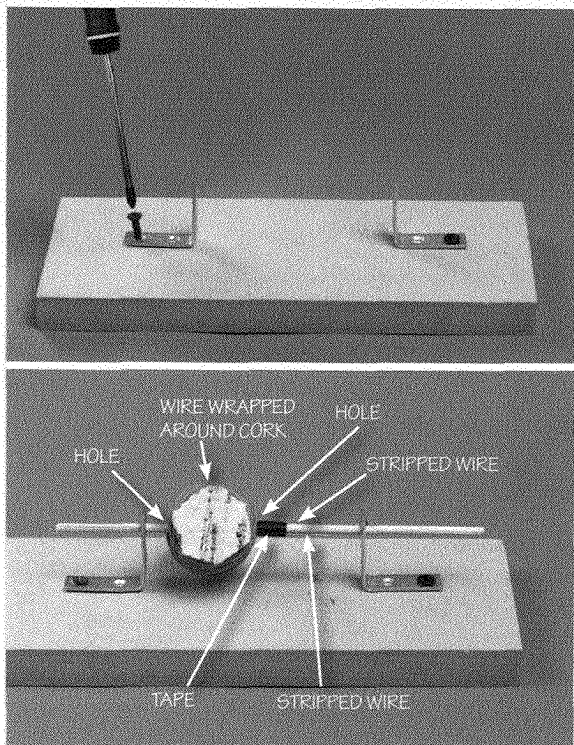 WIRE WRAPPED
AROUND CORK
HOLE
HOLE
STRIPPED WIRE
TAPE
STRIPPED WIRE